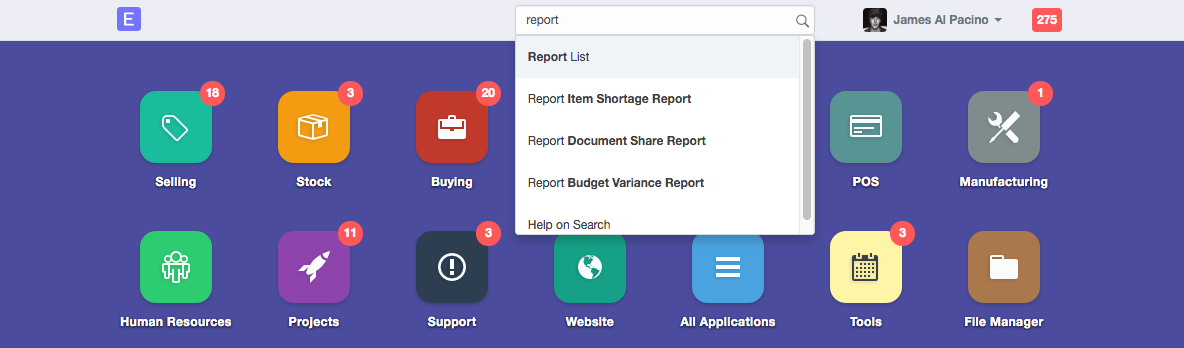 E
report
James Al Pacino
275
Report List
Report Item Shortage Report
Report Document Share Report
Report Budget Variance Report
Help on Search
18
3
20
1
Selling
Stock
Buying
POS
Manufacturing
11
3
3
Human Resources
Projects
Support
Website
All Applications
Tools
File Manager